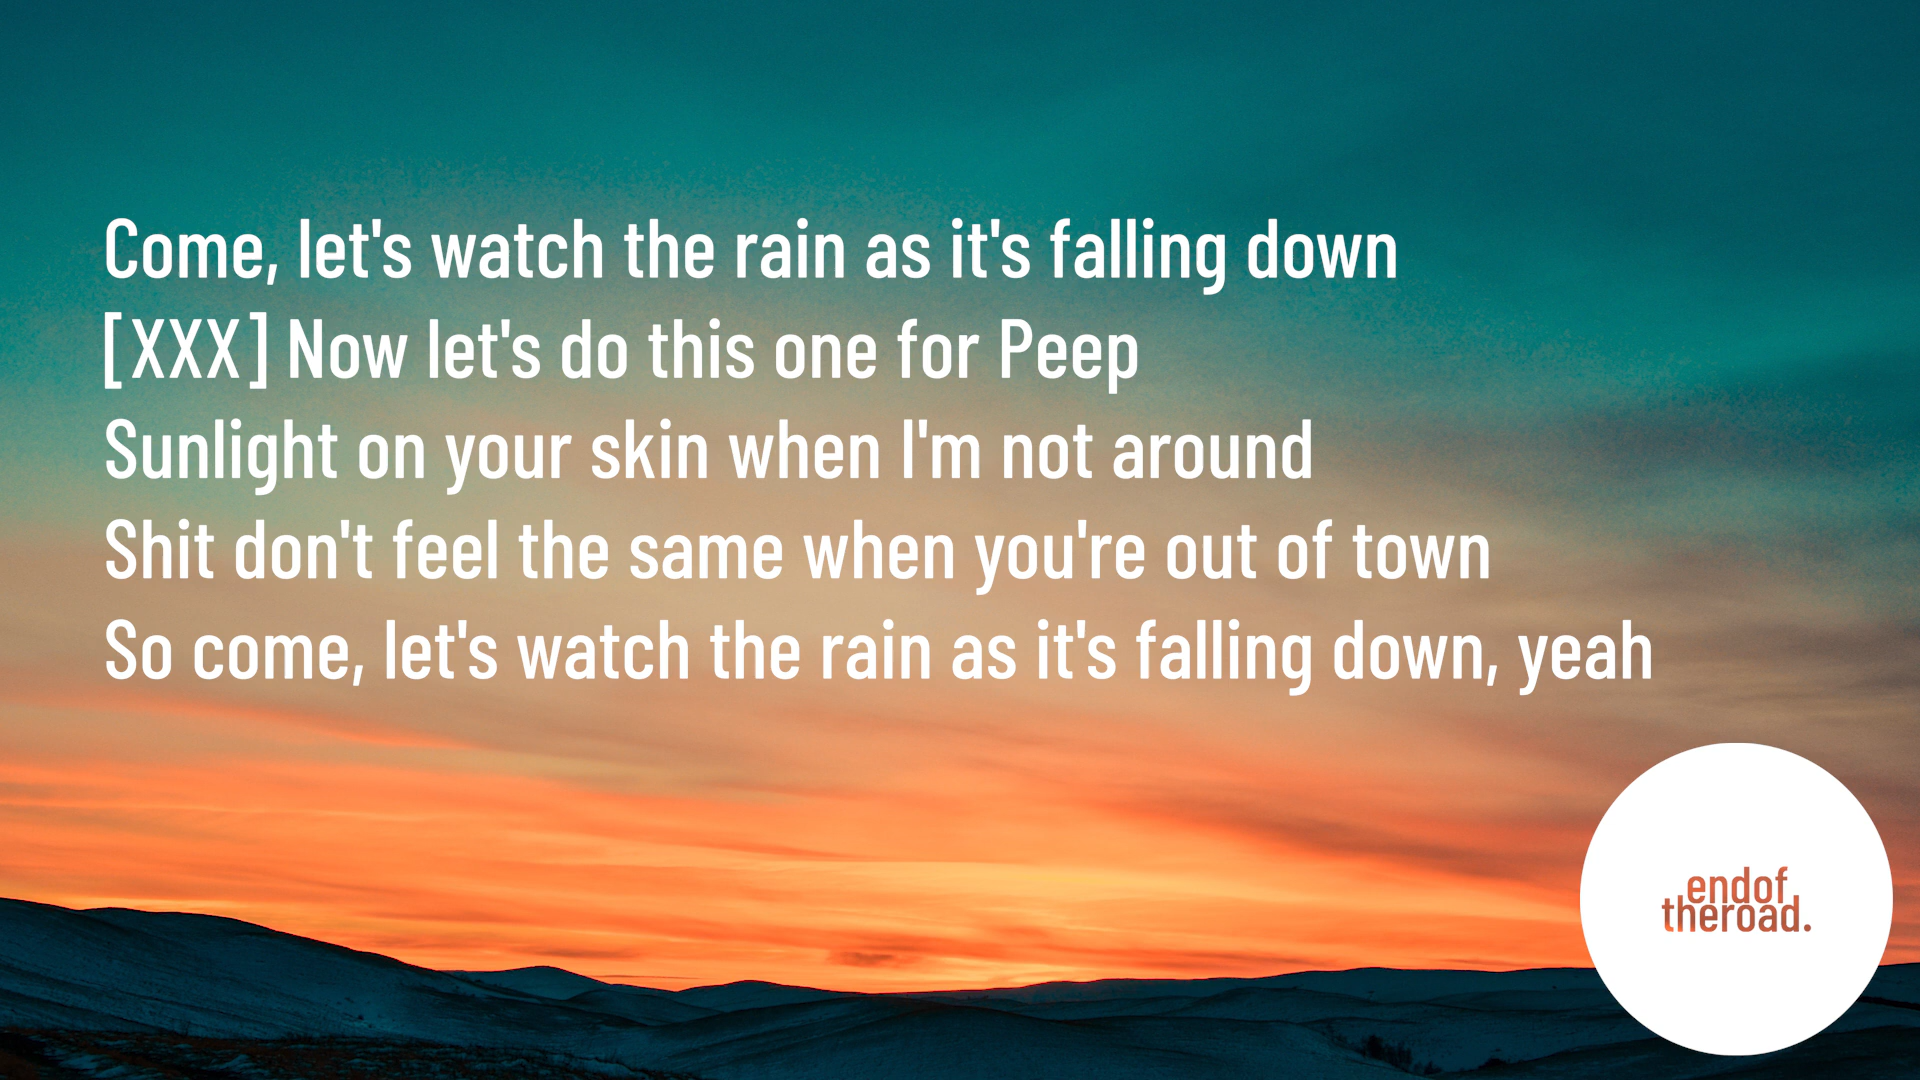 Come, let's watch the rain as it's falling down
[XXX] Now let's do this one for Peep
Sunlight on your skin when I'm not around
Shit don't feel the same when you're out of town
So come, let's watch the rain as it's falling down, yeah
endof
theroad.